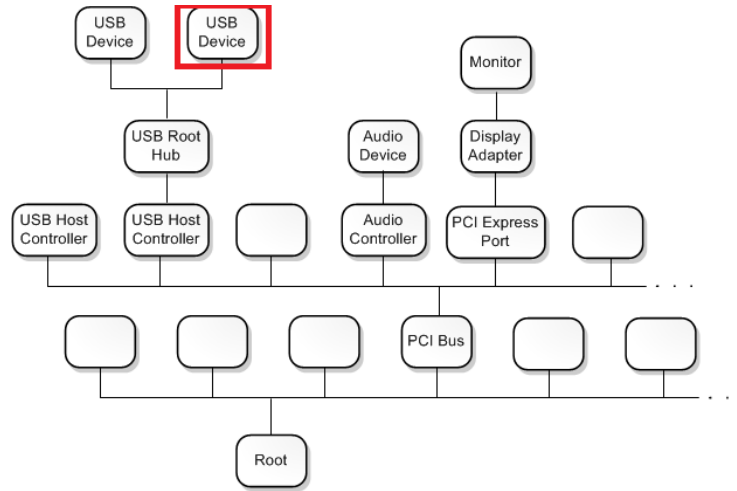 USB
Device
USB
Device
Monitor
USB Root
Hub
Audio
Device
Display
Adapter
USB Host
Controller
USB Host
Controller
Audio
Controller
PCI Express
Port
. . .
PCI Bus
. . .
Root